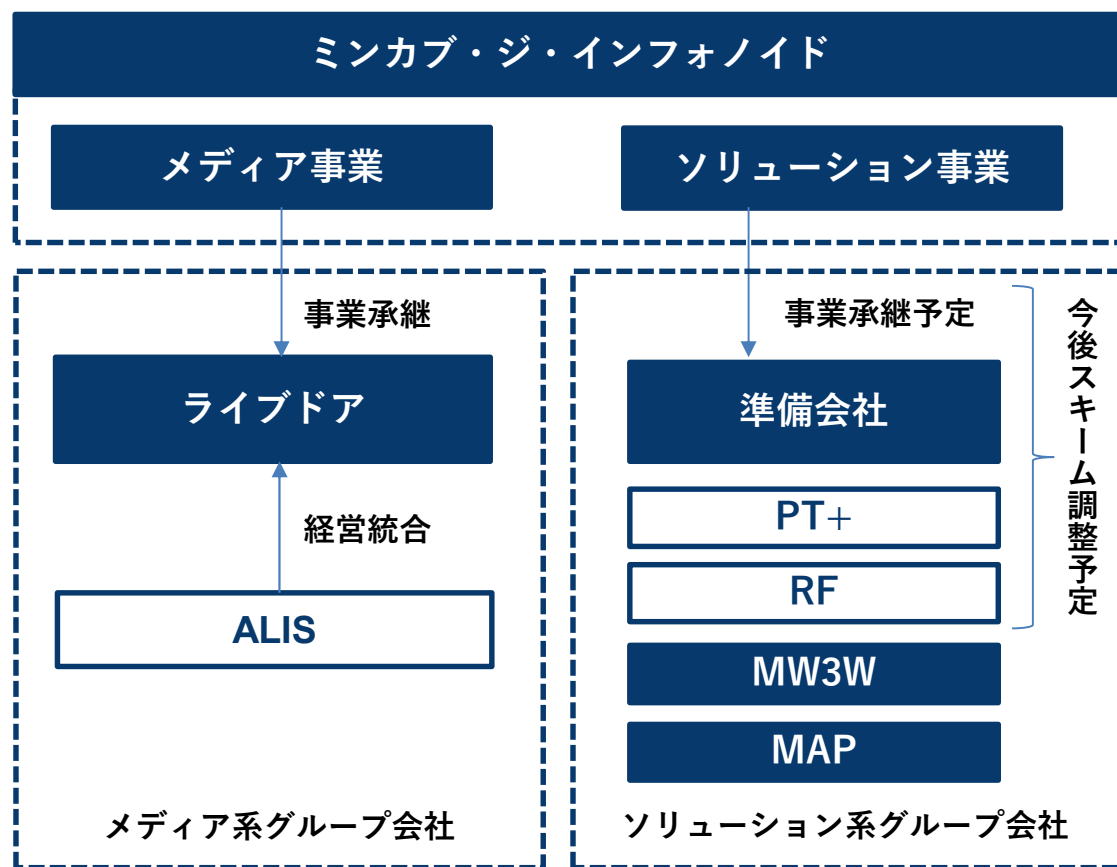 ミンカブ・ジ・インフォノイド
メディア事業
ソリューション事業
事業承継
ライブドア
経営統合
ALIS
メディア系グループ会社
事業承継予定
準備会社
PT+
RF
MW3W
MAP
今後スキーム調整予定
ソリューション系グループ会社